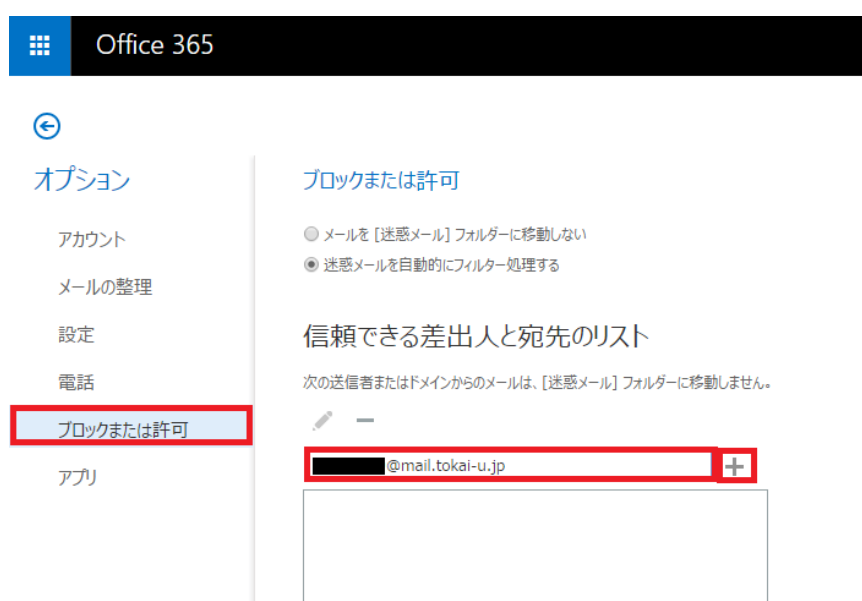 Office 365
オプション
アカウント
メールの整理
設定
電話
ブロックまたは許可
アプリ
ブロックまたは許可
メールを [迷惑メール] フォルダーに移動しない
迷惑メールを自動的にフィルター処理する
信頼できる差出人と宛先のリスト
次の送信者またはドメインからのメールは、[迷惑メール] フォルダーに移動しません。
@mail.tokai-u.jp